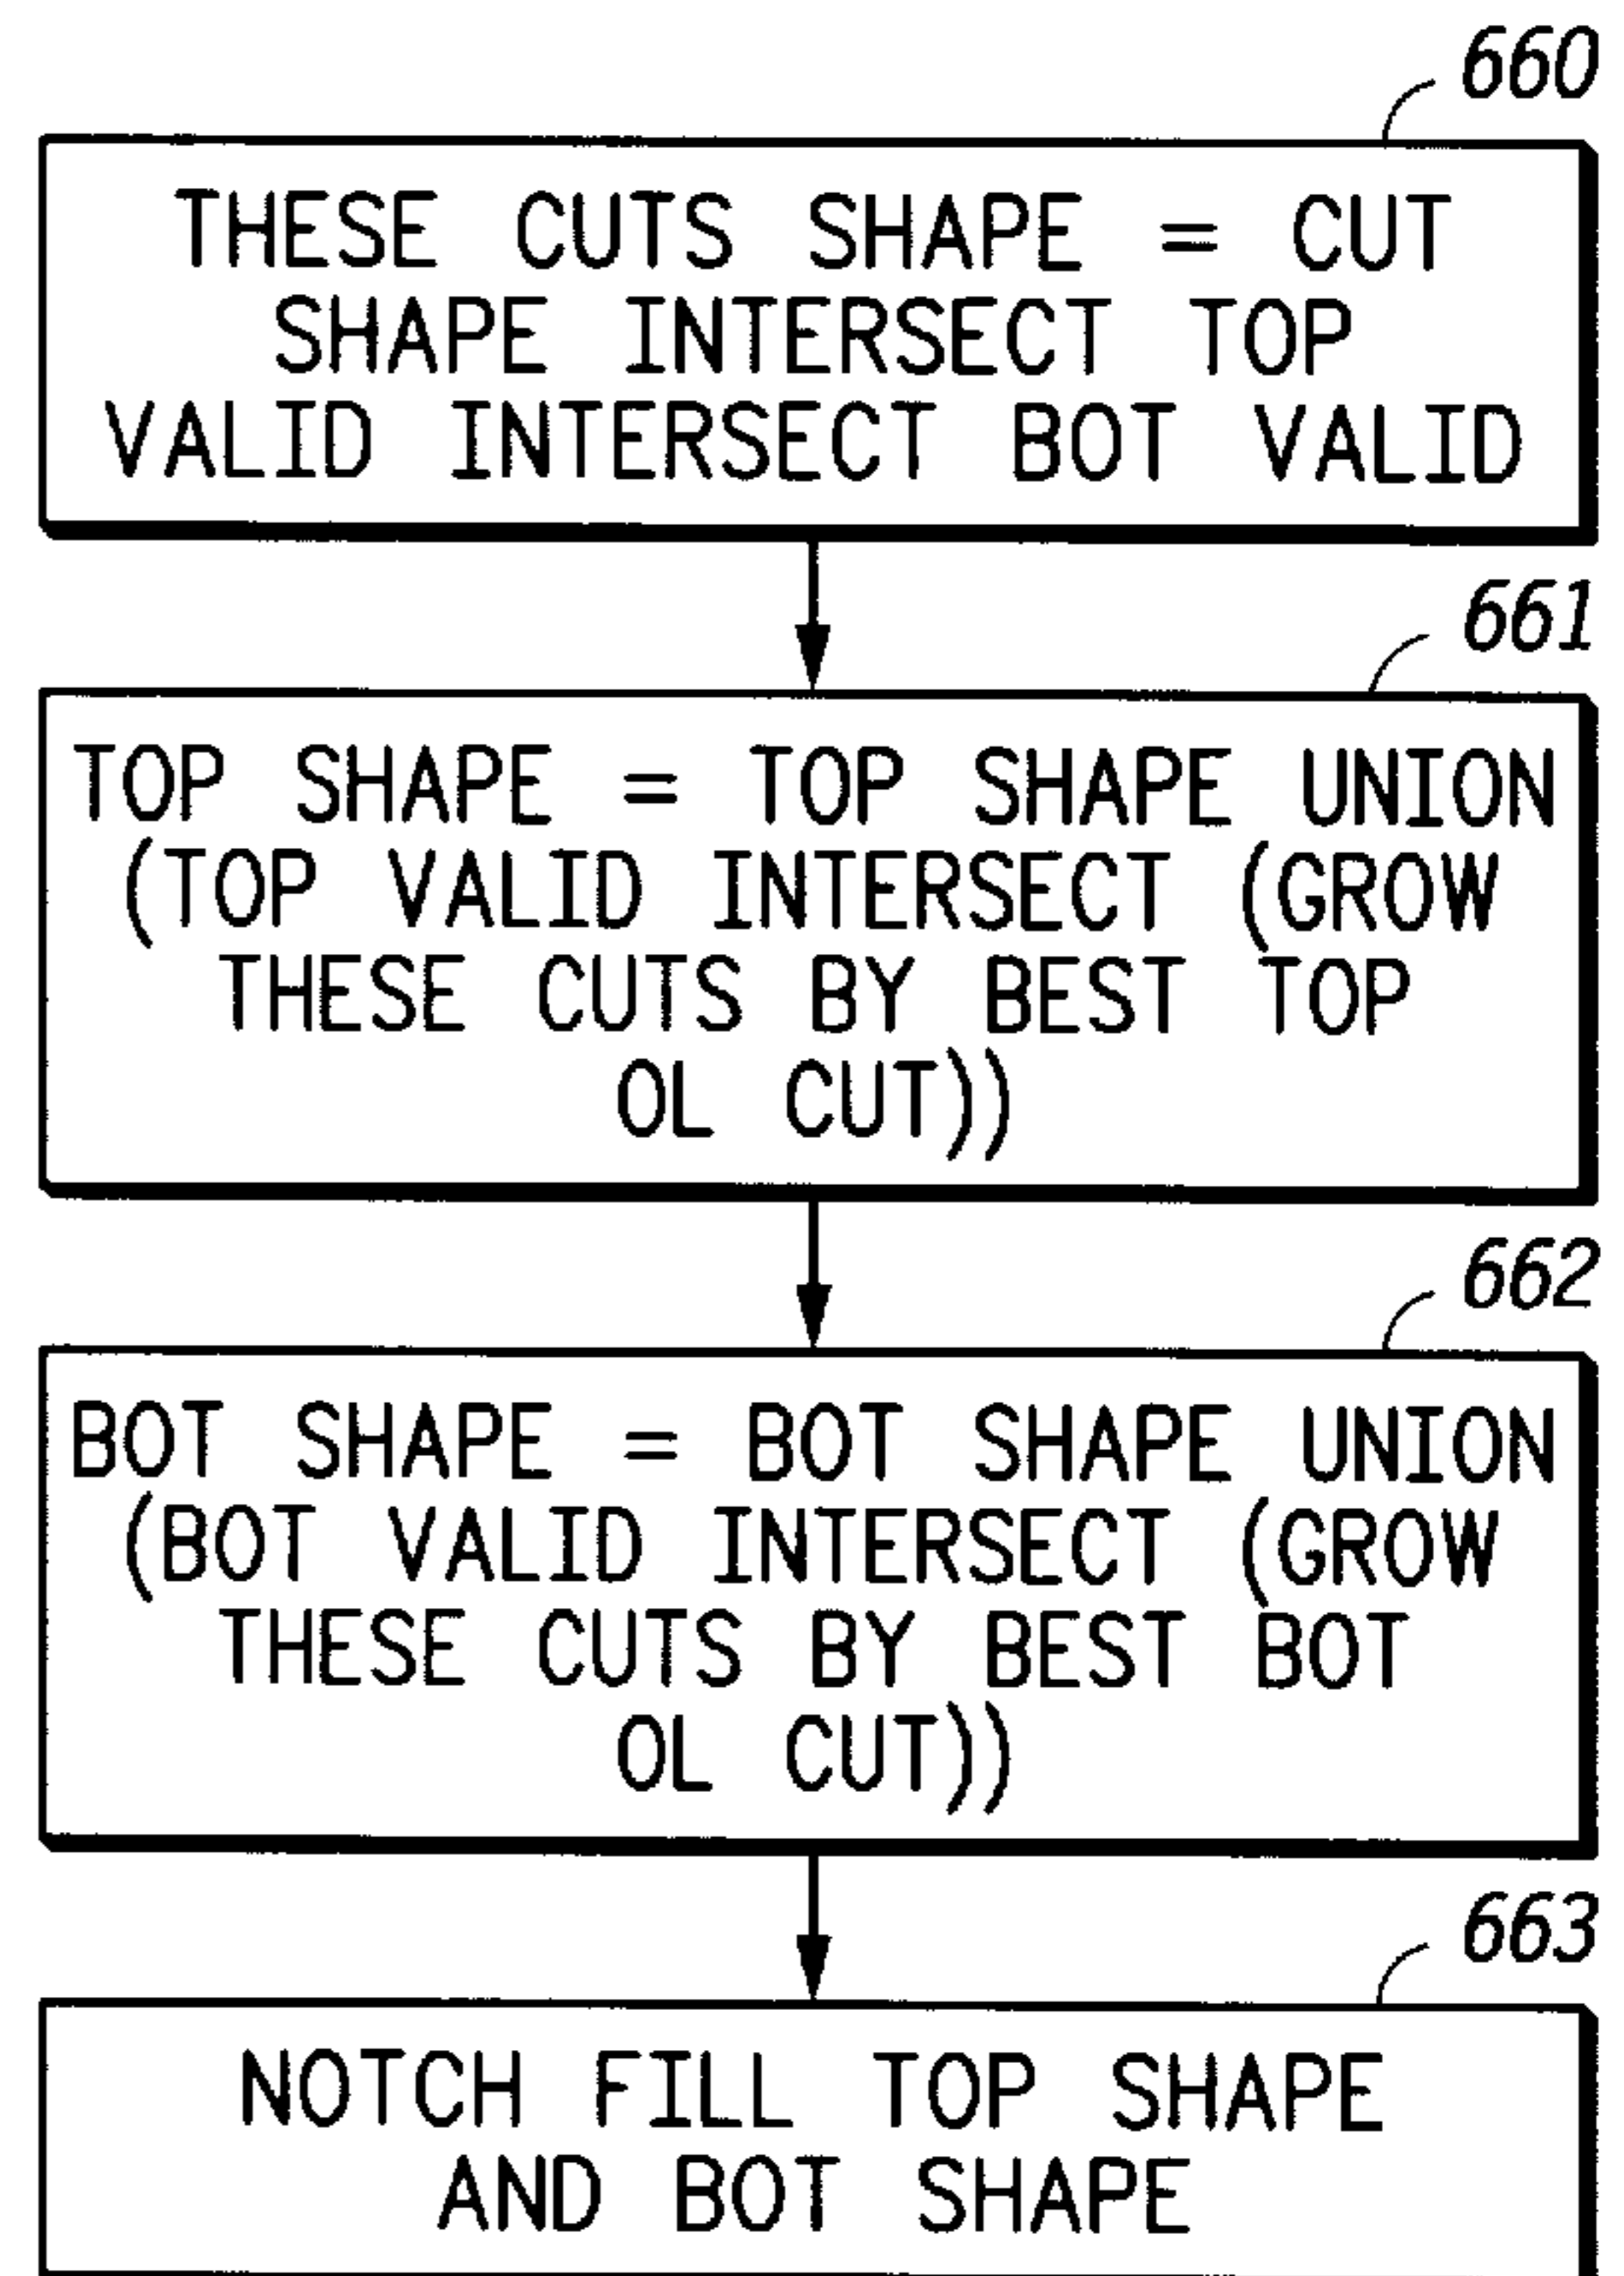 660
THESE CUTS SHAPE = CUT
SHAPE INTERSECT TOP
VALID INTERSECT BOT VALID
661
TOP SHAPE = TOP SHAPE UNION
(TOP VALID INTERSECT (GROW
THESE CUTS BY BEST TOP
OL CUT))
662
BOT SHAPE = BOT SHAPE UNION
(BOT VALID INTERSECT (GROW
THESE CUTS BY BEST BOT
OL CUT))
663
NOTCH FILL TOP SHAPE
AND BOT SHAPE